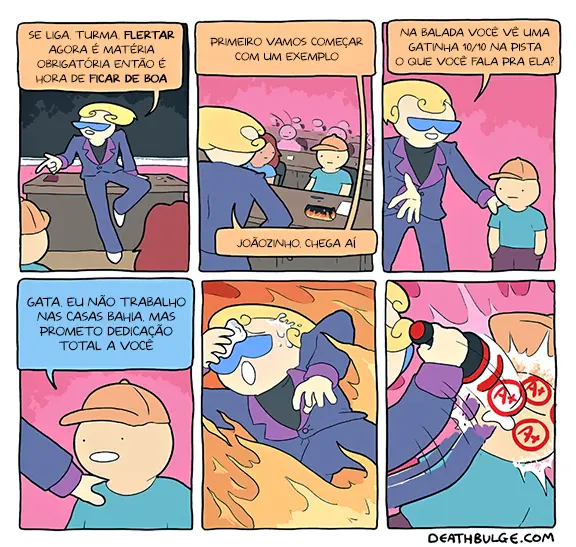 SE LIGA, TURMA, FLERTAR
AGORA É MATÉRIA
OBRIGATÓRIA ENTÃO É
HORA DE FICAR DE BOA
PRIMEIRO VAMOS COMEÇAR
COM UM EXEMPLO
JOÃOZINHO, CHEGA AÍ
NA BALADA VOCÊ VÊ UMA
GATINHA 10/10 NA PISTA
O QUE VOCÊ FALA PRA ELA?
GATA, EU NÃO TRABALHO
NAS CASAS BAHIA, MAS
PROMETO DEDICAÇÃO
TOTAL A VOCÊ
A+
A+
A+
DEATHBULGE.COM